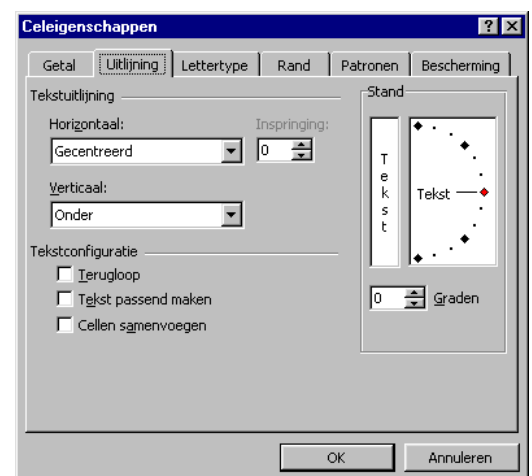 Celeigenschappen
Getal Uitlijning Lettertype Rand Patronen Bescherming
Tekstuitlijning
Horizontaal:
Gecentreerd
Inspringing:
0
Verticaal:
Onder
Tekstconfiguratie
Terugloop
Tekst passend maken
Cellen samenvoegen
Stand
Tekst
Tekst
0 Graden
OK Annuleren